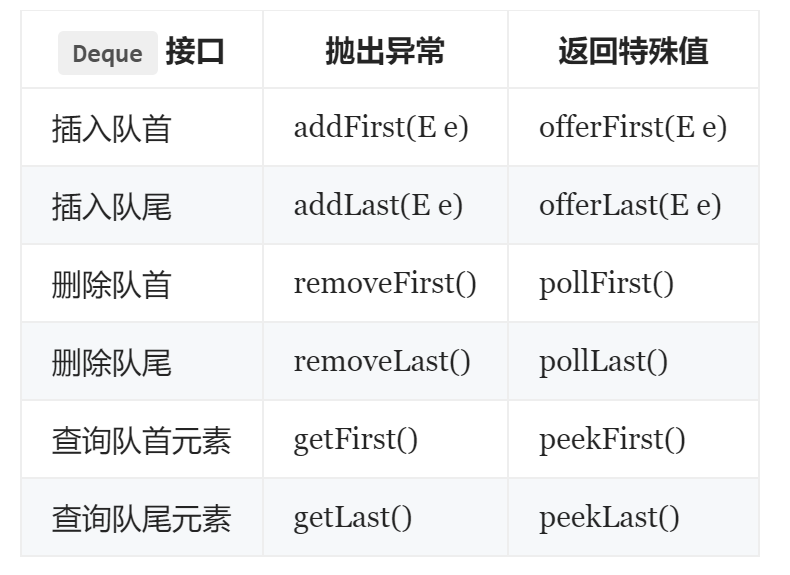 Deque 接口 抛出异常 返回特殊值
插入队首 addFirst(E e) offerFirst(E e)
插入队尾 addLast(E e) offerLast(E e)
删除队首 removeFirst() pollFirst()
删除队尾 removeLast() pollLast()
查询队首元素 getFirst() peekFirst()
查询队尾元素 getLast() peekLast()